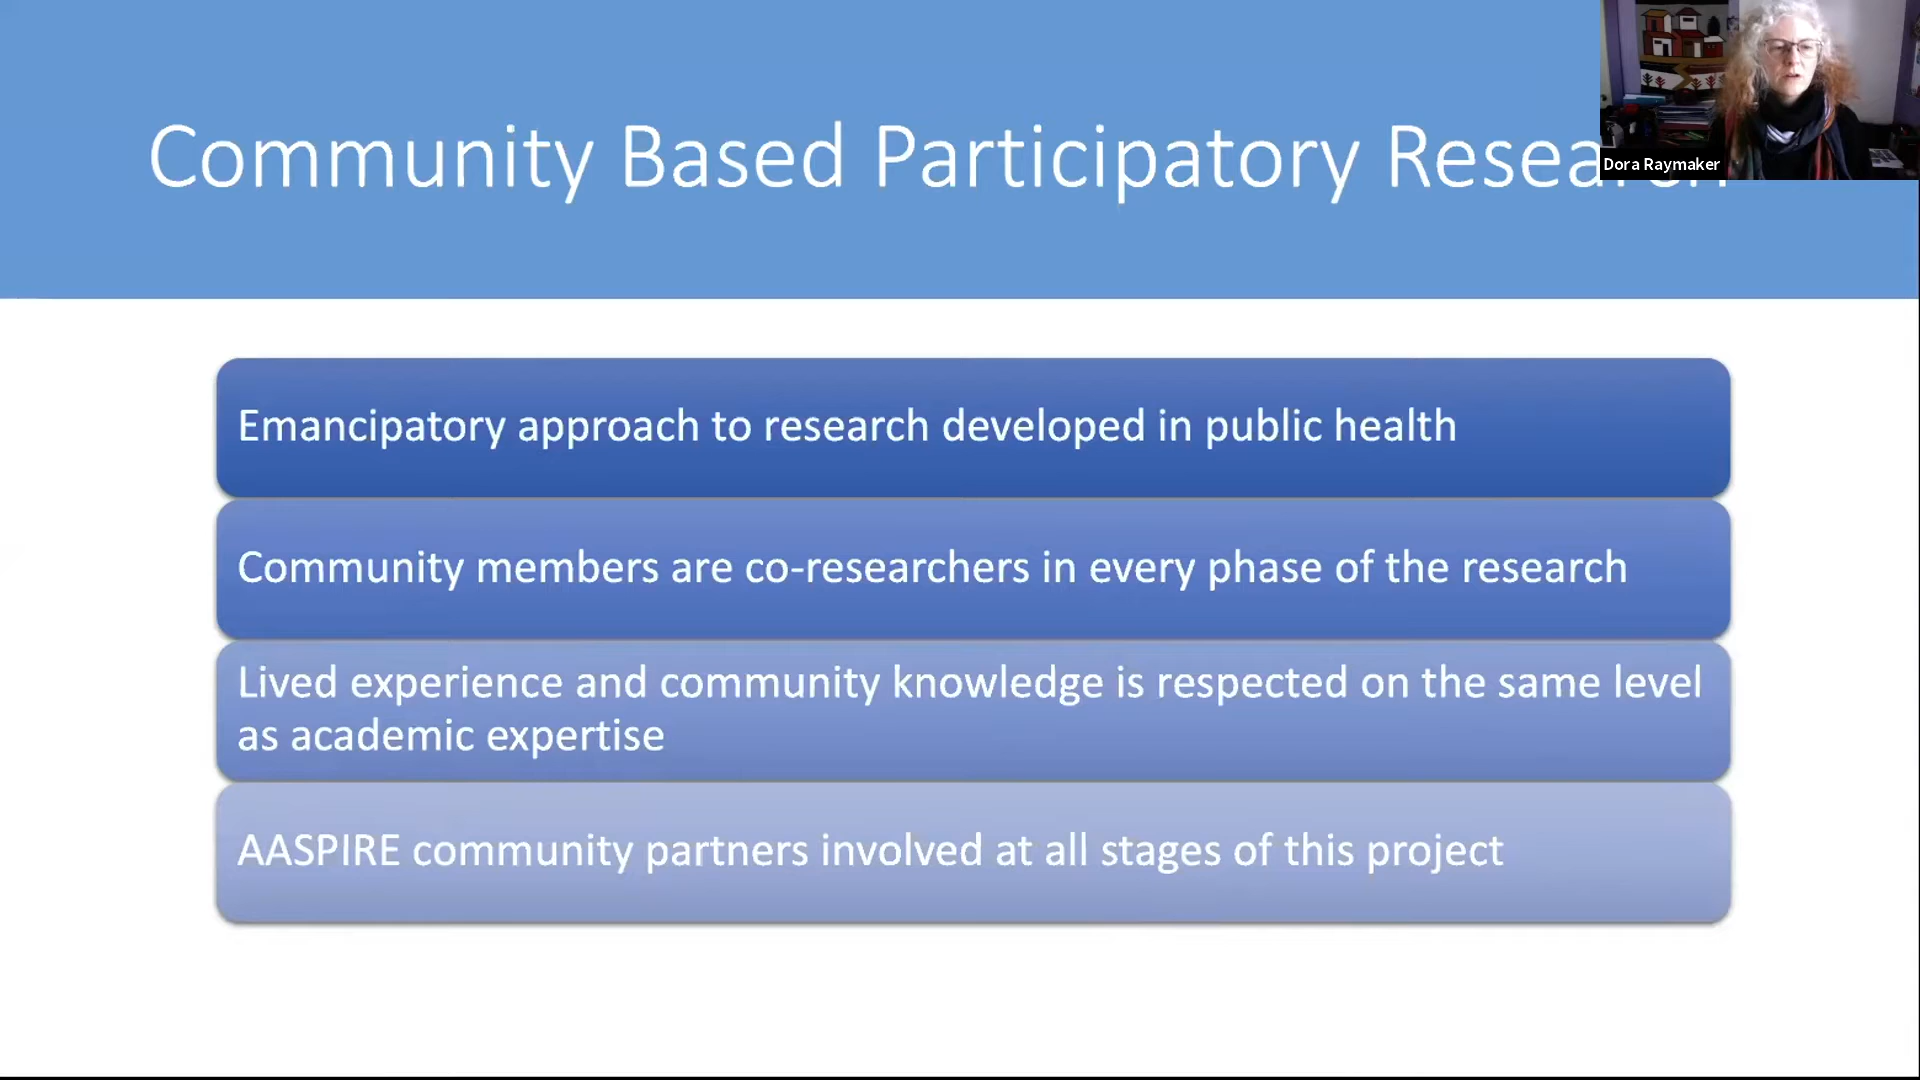 Community Based Participatory Research
Dora Raymaker
Emancipatory approach to research developed in public health
Community members are co-researchers in every phase of the research
Lived experience and community knowledge is respected on the same level
as academic expertise
AASPIRE community partners involved at all stages of this project